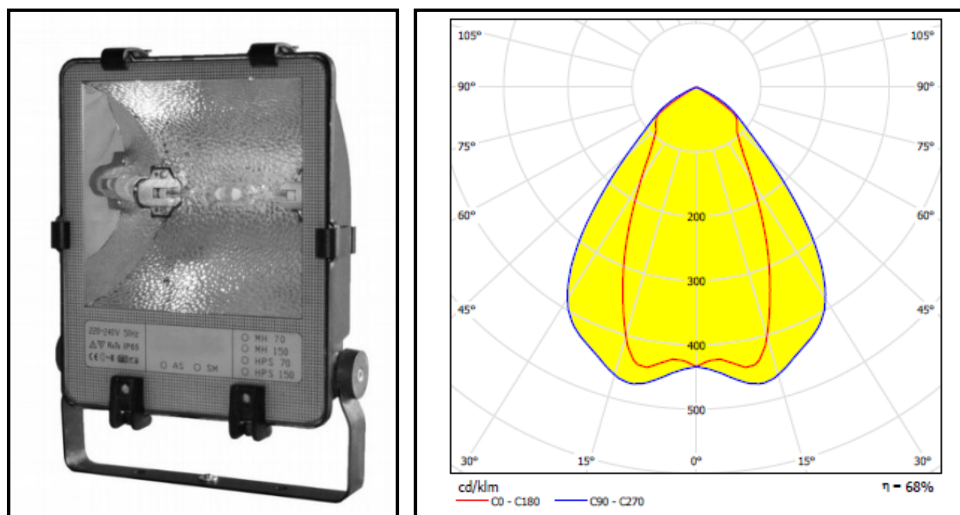 220-240V 50Hz
IP65
AS SM
MH 70
MH 150
HPS 70
HPS 150
105° 105°
90° 90°
75° 75°
60° 60°
45° 45°
200
300
400
500
30° 15° 0° 15° 30°
cd/klm
η = 68%
C0 - C180 C90 - C270